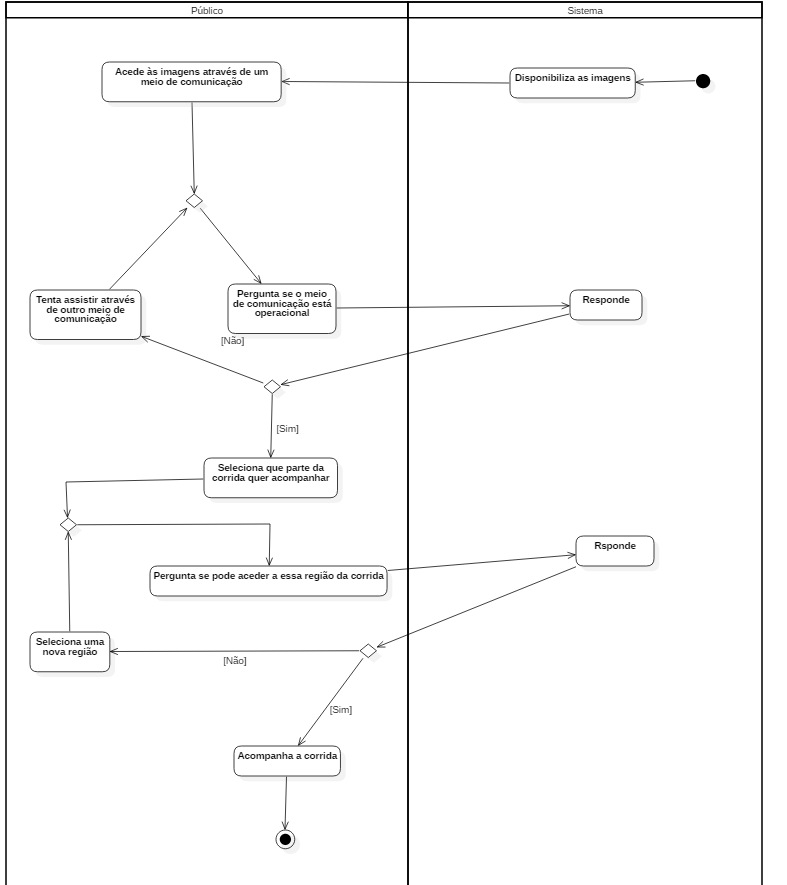 Público
Sistema
Acede às imagens através de um
meio de comunicação
Disponibiliza as imagens
Tenta assistir através
de outro meio de
comunicação
Pergunta se o meio
de comunicação está
operacional
Responde
[Não]
[Sim]
Seleciona que parte da
corrida quer acompanhar
Rsponde
Pergunta se pode aceder a essa região da corrida
Seleciona uma
nova região
[Não]
[Sim]
Acompanha a corrida